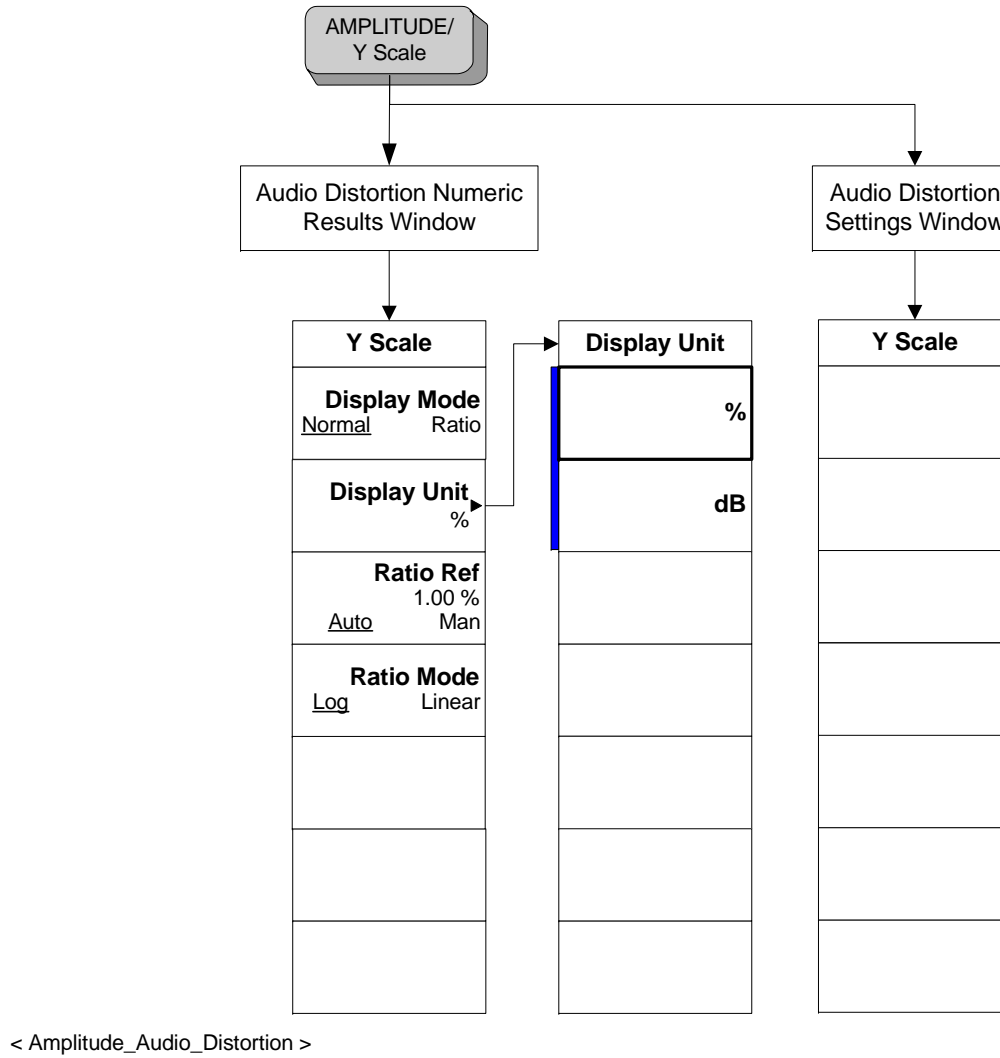 AMPLITUDE/
Y Scale
Audio Distortion Numeric
Results Window
Audio Distortion
Settings Window
Y Scale
Display Mode
Normal Ratio
Display Unit
%
Ratio Ref
1.00 %
Auto Man
Ratio Mode
Log Linear
Display Unit
%
dB
Y Scale
< Amplitude_Audio_Distortion >